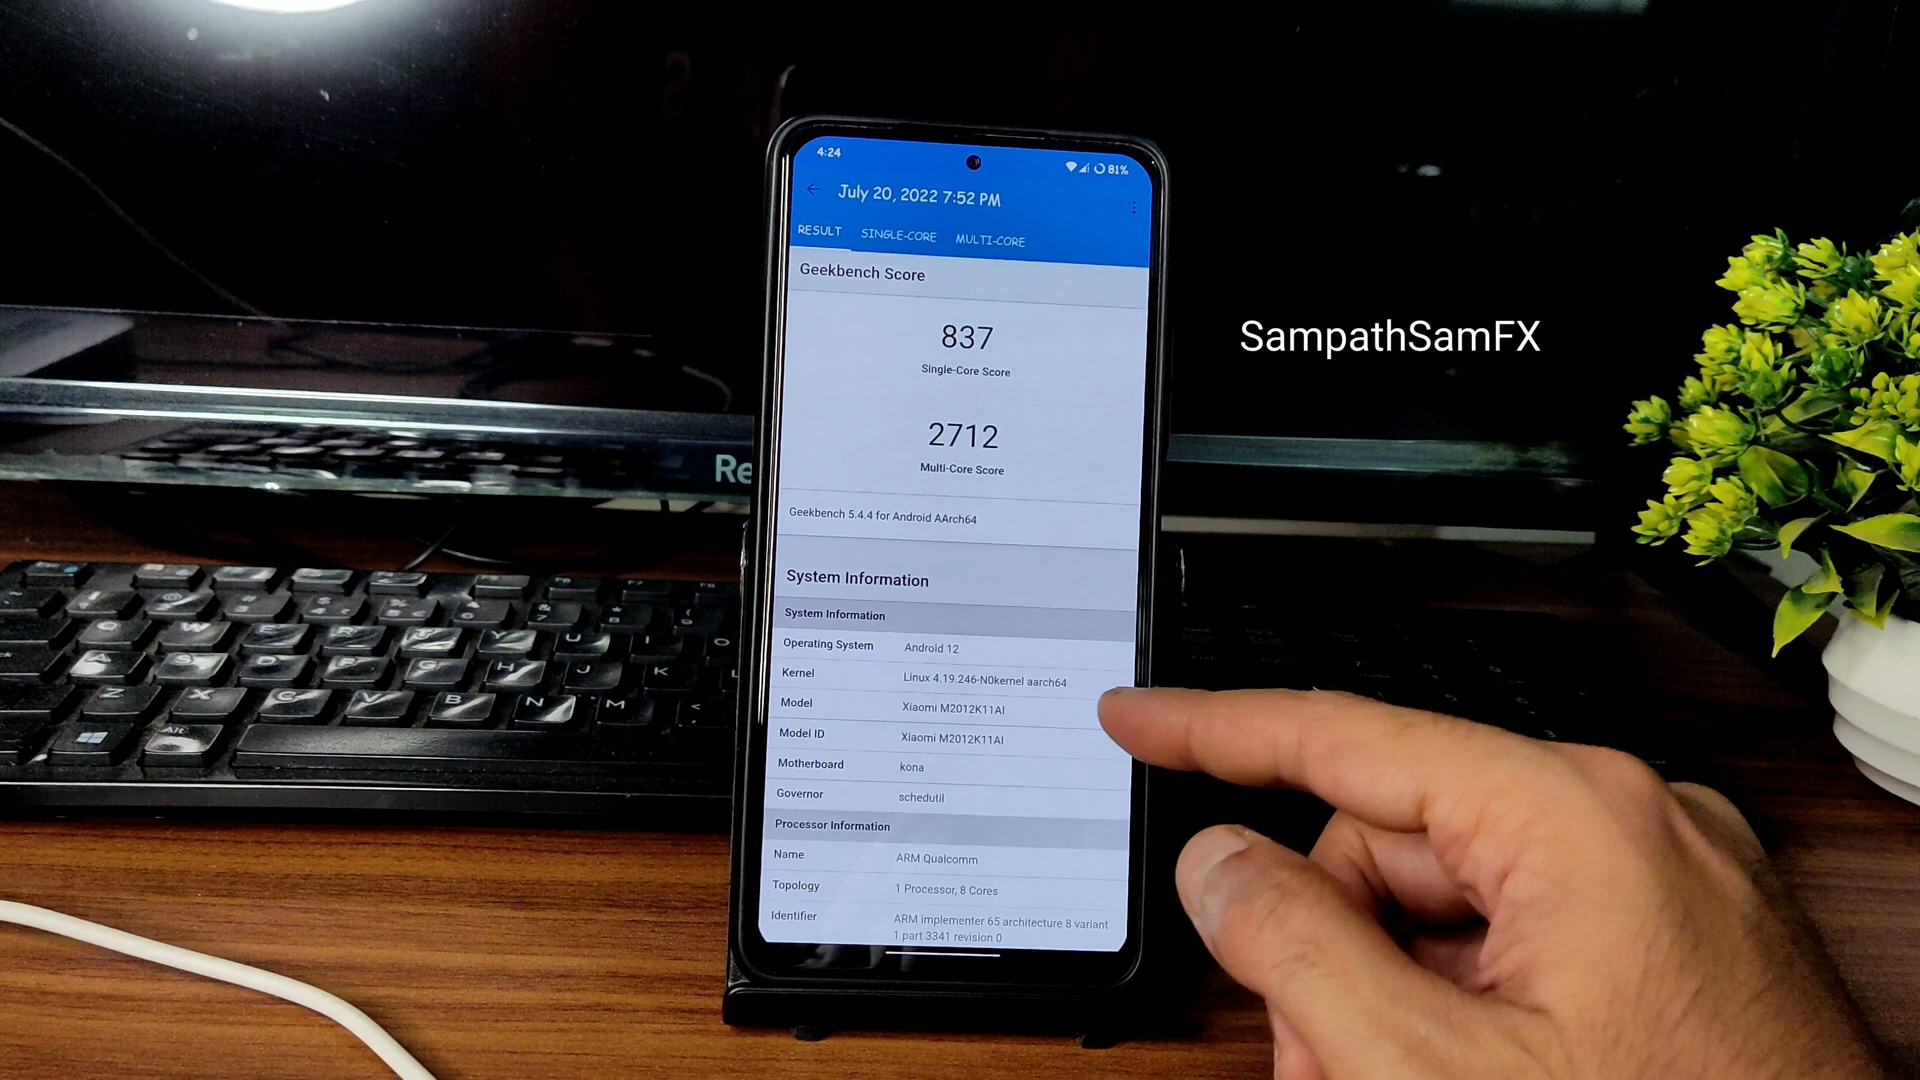 4:24
81%
July 20, 2022 7:52 PM
RESULT SINGLE-CORE MULTI-CORE
Geekbench Score
837
Single-Core Score
2712
Multi-Core Score
Geekbench 5.4.4 for Android AArch64
System Information
System Information
Operating System Android 12
Kernel Linux 4.19.246-N0kernel aarch64
Model Xiaomi M2012K11AI
Model ID Xiaomi M2012K11AI
Motherboard kona
Governor schedutil
Processor Information
Name ARM Qualcomm
Topology 1 Processor, 8 Cores
Identifier ARM implementer 65 architecture 8 variant
1 part 3341 revision 0
SampathSamFX
Re
Q W E R T Y U I O
A S D F G H J K
Z X C V B N M
Alt